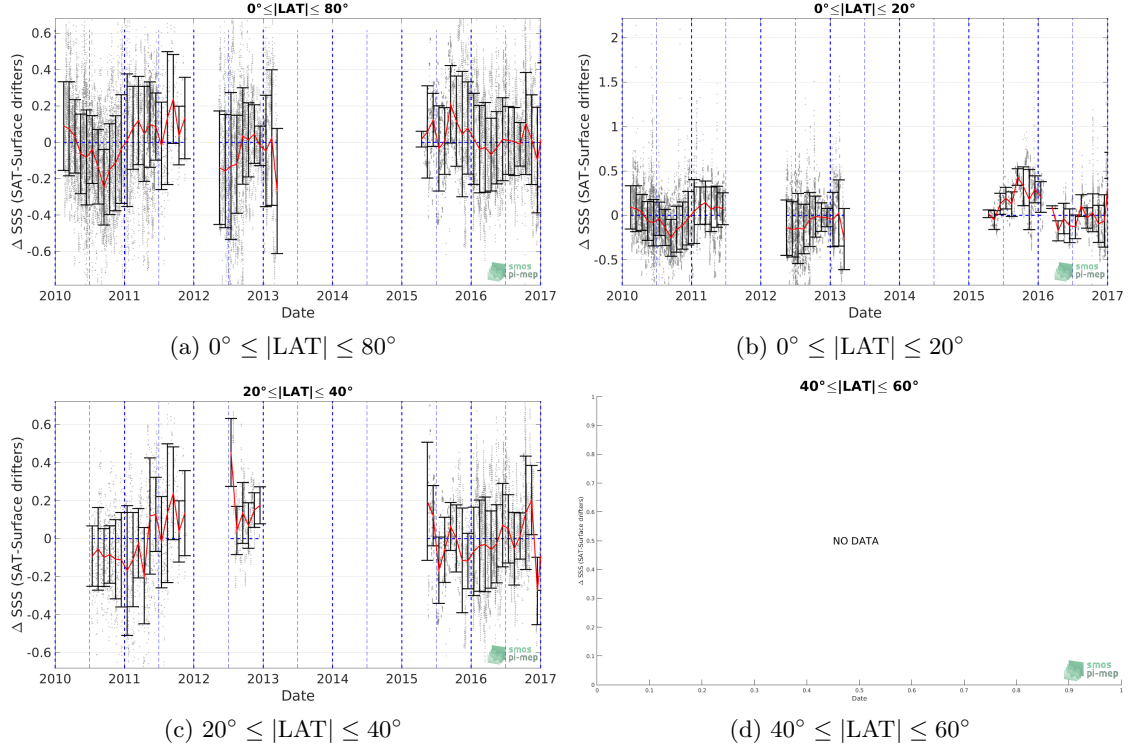 0°≤|LAT|≤ 80°
0.6
0.4
0.2
0
-0.2
-0.4
-0.6
Δ SSS (SAT-Surface drifters)
2010 2011 2012 2013 2014 2015 2016 2017
Date
smos
pi-mep
(a) 0° ≤ |LAT| ≤ 80°
0°≤|LAT|≤ 20°
2
1.5
1
0.5
0
-0.5
Δ SSS (SAT-Surface drifters)
2010 2011 2012 2013 2014 2015 2016 2017
Date
smos
pi-mep
(b) 0° ≤ |LAT| ≤ 20°
20°≤|LAT|≤ 40°
0.6
0.4
0.2
0
-0.2
-0.4
-0.6
Δ SSS (SAT-Surface drifters)
2010 2011 2012 2013 2014 2015 2016 2017
Date
smos
pi-mep
(c) 20° ≤ |LAT| ≤ 40°
40°≤|LAT|≤ 60°
1
0.9
0.8
0.7
0.6
0.5
0.4
0.3
0.2
0.1
0
Δ SSS (SAT-Surface drifters)
NO DATA
0 0.1 0.2 0.3 0.4 0.5 0.6 0.7 0.8 0.9 1
Date
smos
pi-mep
(d) 40° ≤ |LAT| ≤ 60°